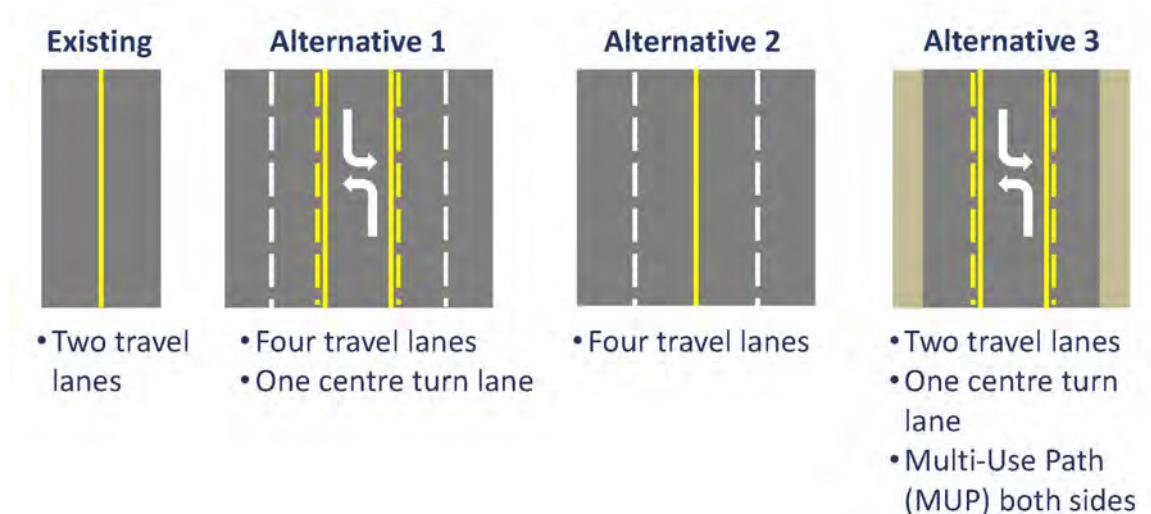 Existing
Alternative 1
Alternative 2
Alternative 3
• Two travel
lanes
• Four travel lanes
• One centre turn lane
• Four travel lanes
• Two travel lanes
• One centre turn
lane
• Multi-Use Path
(MUP) both sides